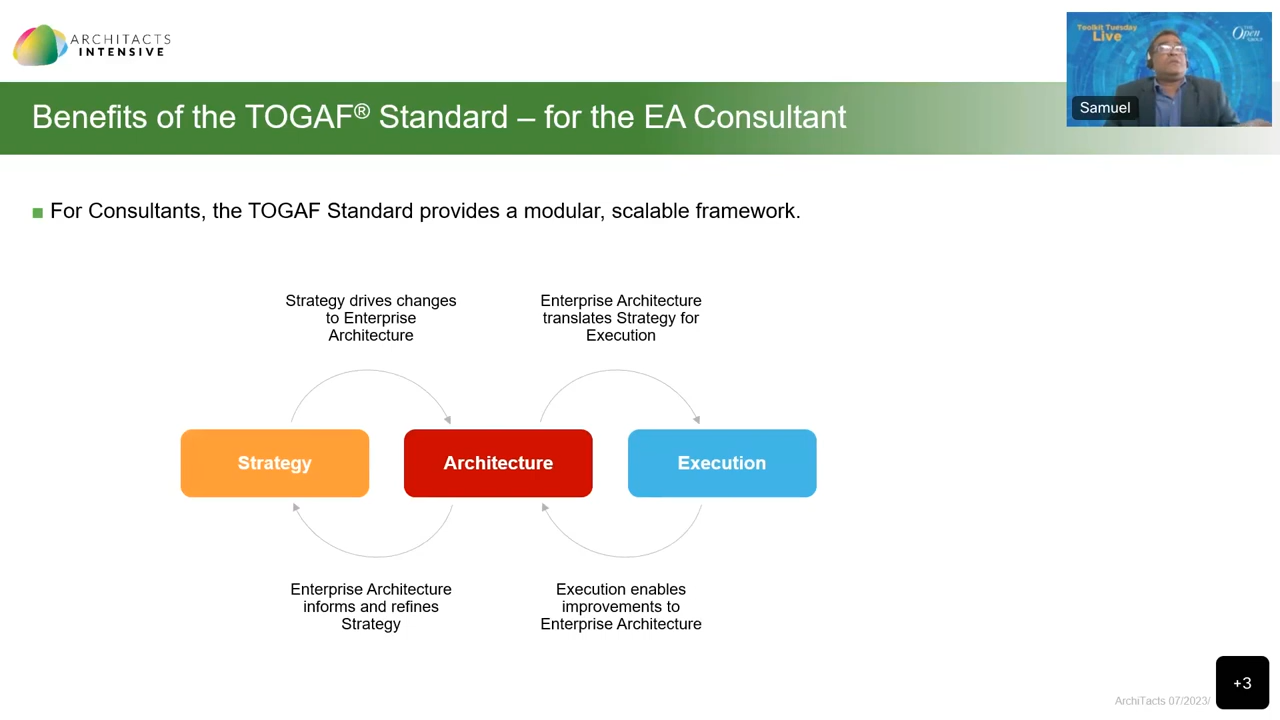 ARCHITACTS
INTENSIVE
Toolkit Tuesday
Live
THE
Open
GROUP
Samuel
Benefits of the TOGAF® Standard – for the EA Consultant
■ For Consultants, the TOGAF Standard provides a modular, scalable framework.
Strategy drives changes
to Enterprise
Architecture
Enterprise Architecture
translates Strategy for
Execution
Strategy
Architecture
Execution
Enterprise Architecture
informs and refines
Strategy
Execution enables
improvements to
Enterprise Architecture
ArchiTacts 07/2023/
+3